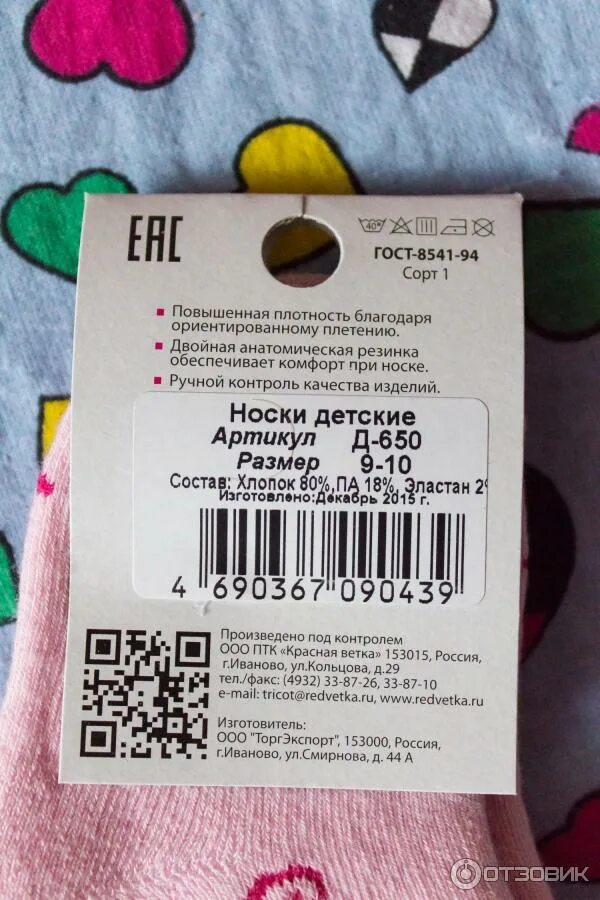 EAC
40°
ГОСТ-8541-94
Сорт 1
Повышенная плотность благодаря
ориентированному плетению.
Двойная анатомическая резинка
обеспечивает комфорт при носке.
Ручной контроль качества изделий.
Носки детские
Артикул Д-650
Размер 9-10
Состав: Хлопок 80%,ПА 18%, Эластан 2%
Изготовлено:Декабрь 2015 г.
4 690367 090439
Произведено под контролем
ООО ПТК «Красная ветка» 153015, Россия,
г.Иваново, ул.Кольцова, д.29
тел./факс: (4932) 33-87-26, 33-87-10
e-mail: tricot@redvetka.ru, www.redvetka.ru
Изготовитель:
ООО "ТоргЭкспорт", 153000, Россия,
г.Иваново, ул.Смирнова, д. 44 А
ОТЗОВИК